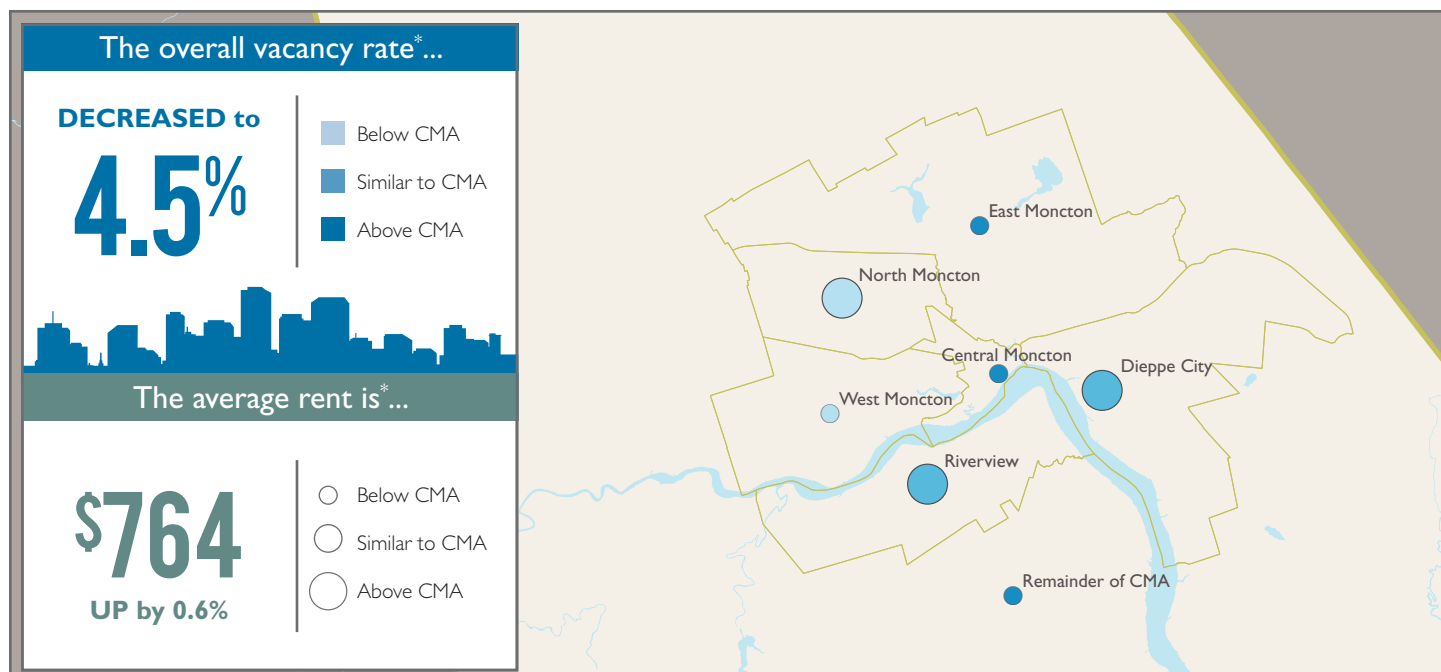 The overall vacancy rate*...
DECREASED to
4.5%
Below CMA
Similar to CMA
Above CMA
The average rent is*...
$764
UP by 0.6%
Below CMA
Similar to CMA
Above CMA
East Moncton
North Moncton
Central Moncton
Dieppe City
West Moncton
Riverview
Remainder of CMA